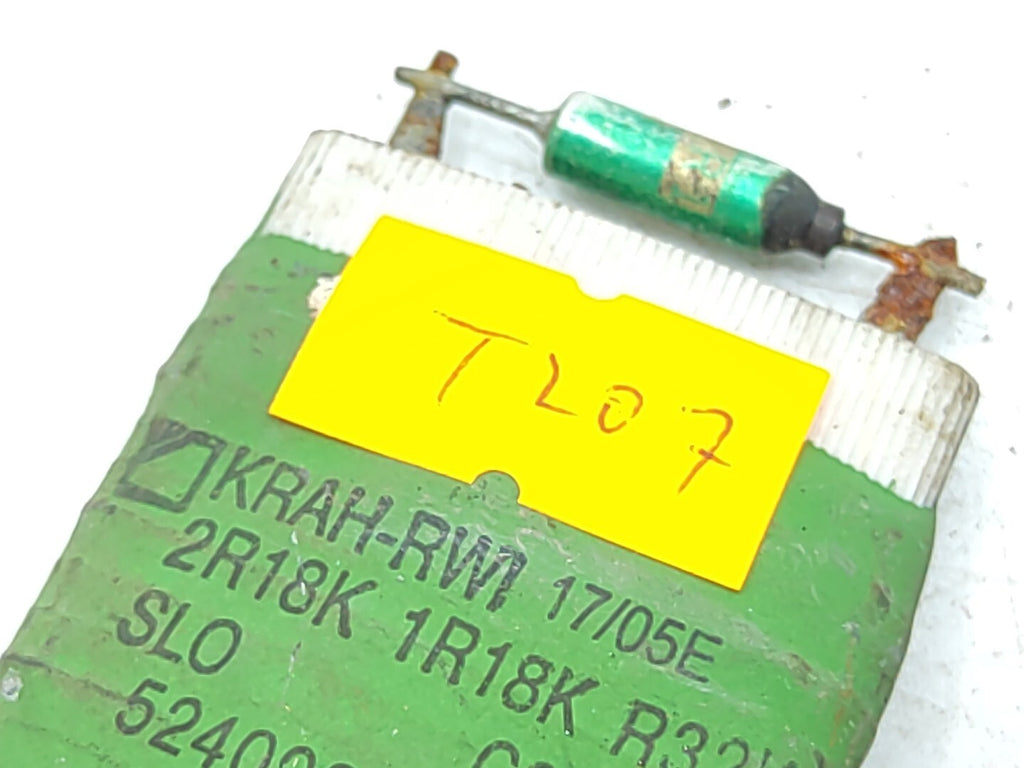 T207
KRAH-RWI 17/05E
2R18K 1R18K
SLO